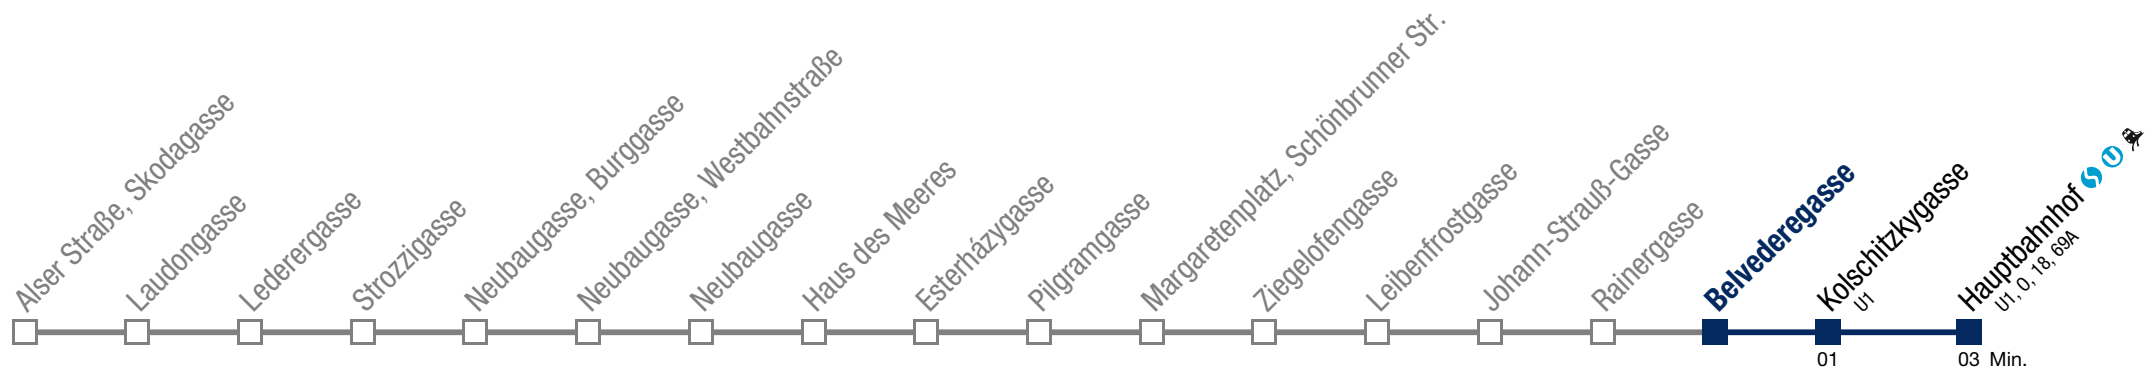 Alser Straße, Skodagasse
Laudongasse
Lederergasse
Strozzigasse
Neubaugasse, Burggasse
Neubaugasse, Westbahnstraße
Neubaugasse
Haus des Meeres
Esterházygasse
Pilgramgasse
Margaretenplatz, Schönbrunner Str.
Ziegelofengasse
Leibenfrostgasse
Johann-Strauß-Gasse
Rainergasse
Belvederegasse
Kolschitzkygasse
U1
Hauptbahnhof S U
U1, O, 18, 69A
01
03 Min.